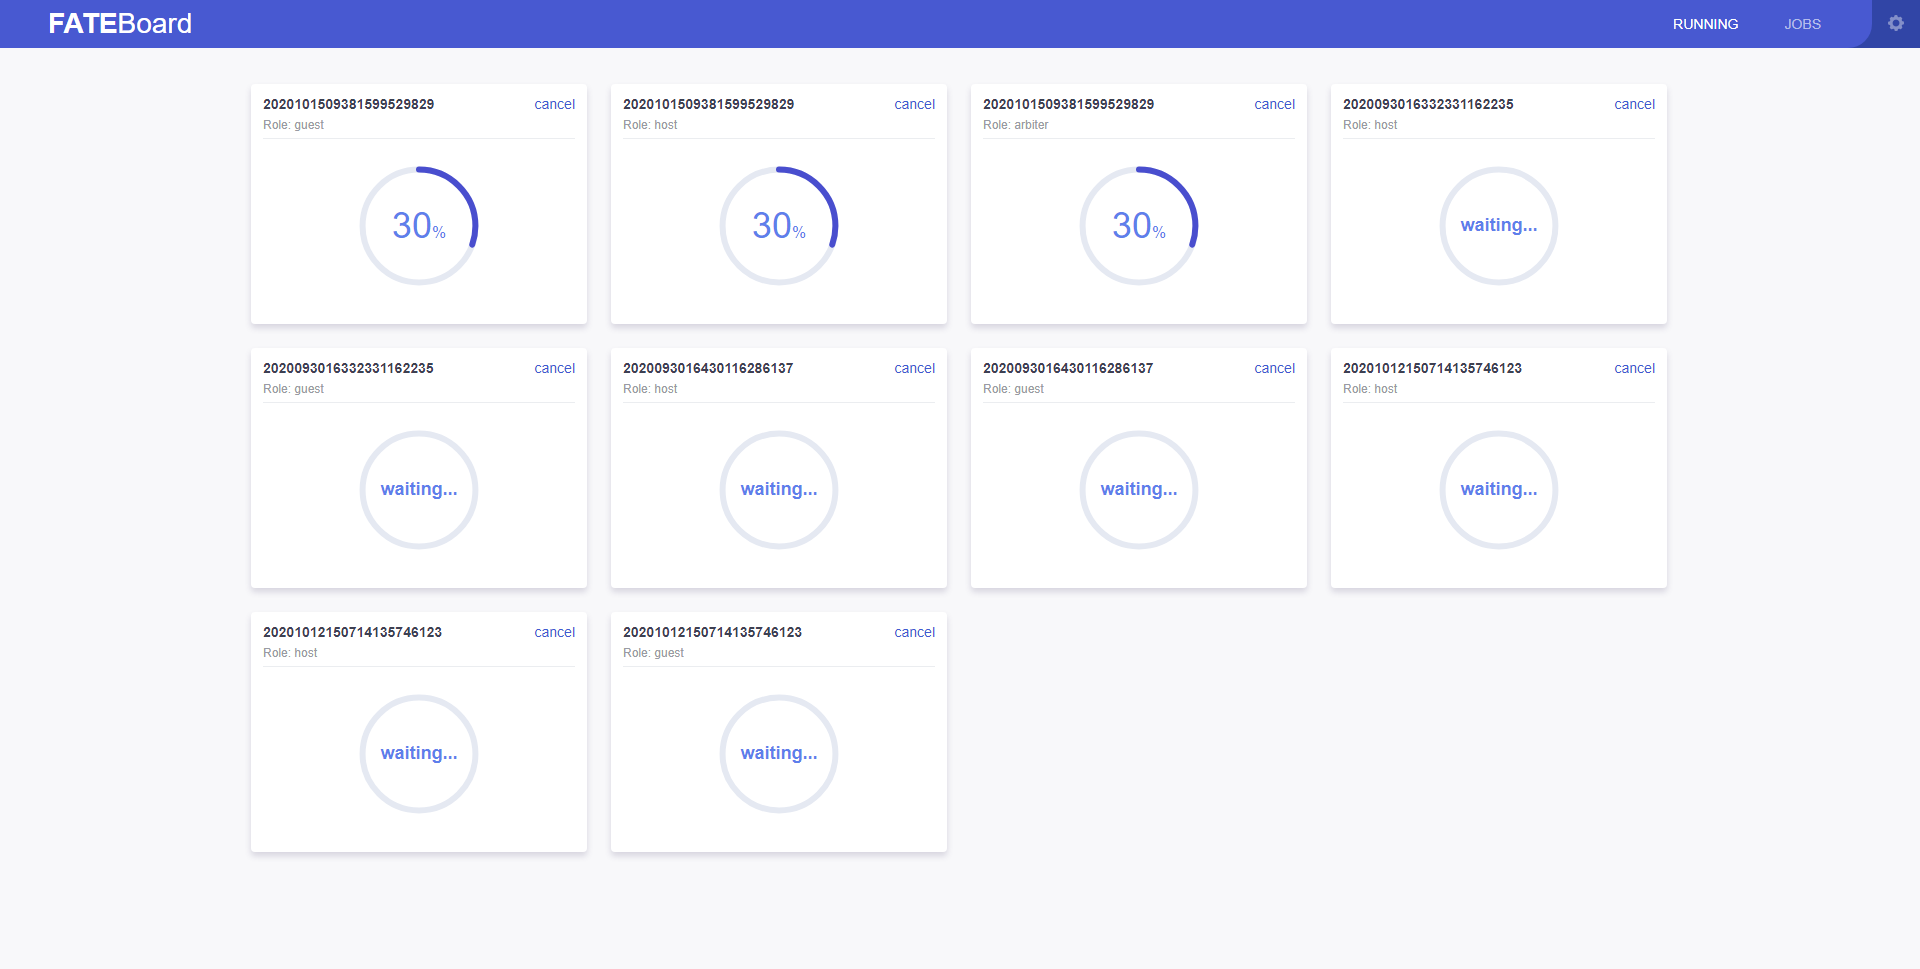 FATEBoard
RUNNING
JOBS
2020101509381599529829
cancel
Role: guest
30%
2020101509381599529829
cancel
Role: host
30%
2020101509381599529829
cancel
Role: arbiter
30%
2020093016332331162235
cancel
Role: host
waiting...
2020093016332331162235
cancel
Role: guest
waiting...
2020093016430116286137
cancel
Role: host
waiting...
2020093016430116286137
cancel
Role: guest
waiting...
20201012150714135746123
cancel
Role: host
waiting...
20201012150714135746123
cancel
Role: host
waiting...
20201012150714135746123
cancel
Role: guest
waiting...